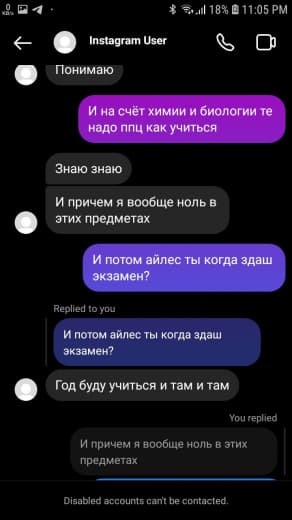 0
KB/s
18% 11:05 PM
Instagram User
Понимаю
И на счёт химии и биологии те
надо ппц как учиться
Знаю знаю
И причем я вообще ноль в
этих предметах
И потом айлес ты когда здаш
экзамен?
Replied to you
И потом айлес ты когда здаш
экзамен?
Год буду учиться и там и там
You replied
И причем я вообще ноль в этих
предметах
Disabled accounts can't be contacted.